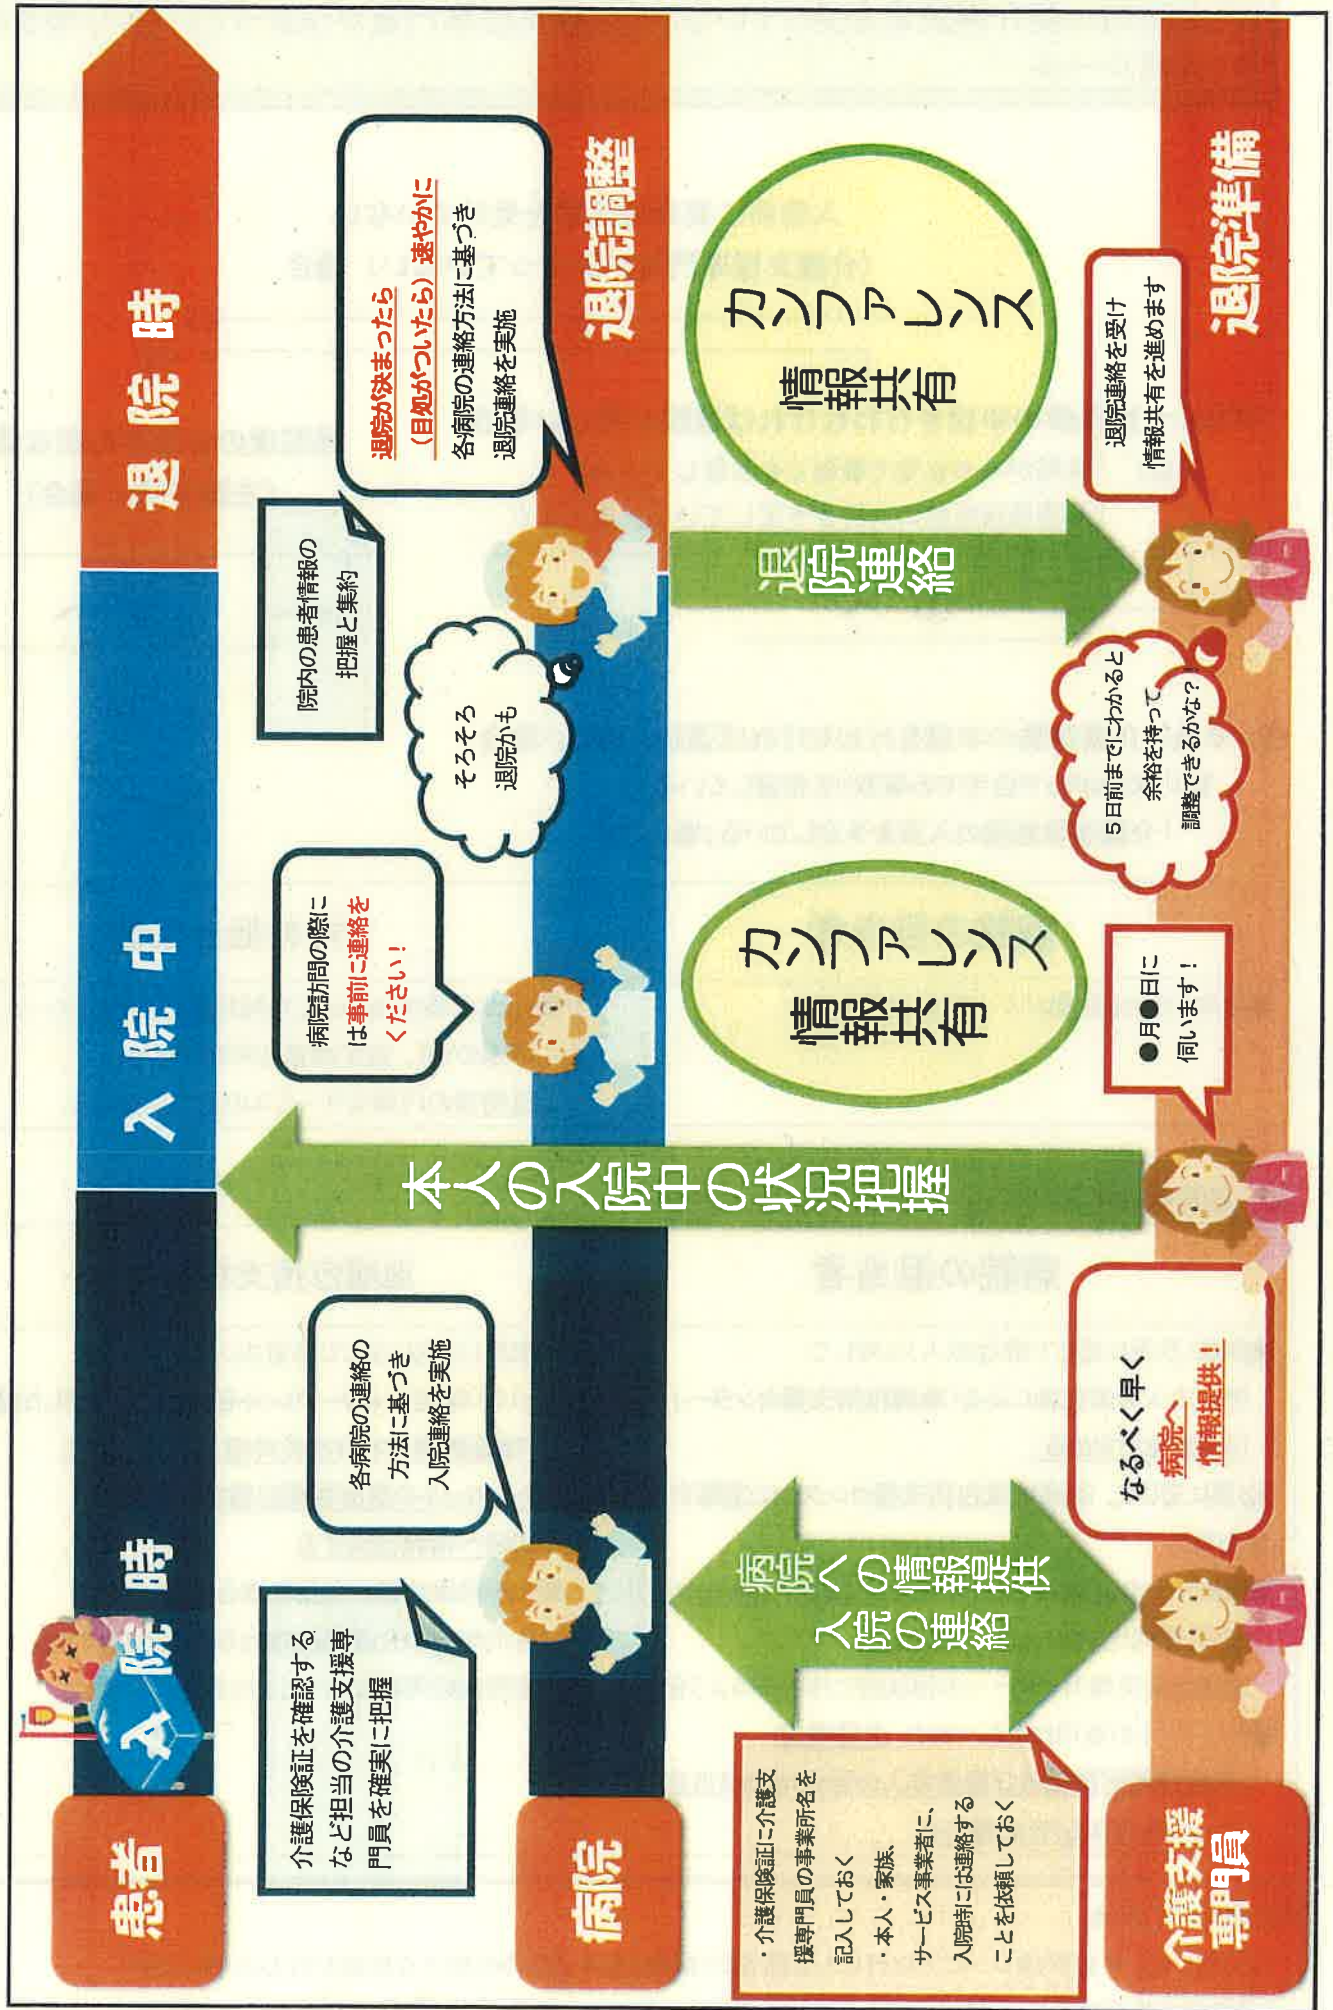 患者
入院時
入院中
退院時
介護保険証を確認する
など担当の介護支援専
門員を確実に把握
各病院の連絡の
方法に基づき
入院連絡を実施
病院訪問の際に
は事前に連絡を
ください！
院内の患者情報の
把握と集約
そろそろ
退院かも
退院が決まったら
（目処がついたら）速やかに
各病院の連絡方法に基づき
退院連絡を実施
病院
退院調整
・介護保険証に介護支
援専門員の事業所名を
記入しておく
・本人・家族、
サービス事業者に、
入院時には連絡する
ことを依頼しておく
病院への情報提供
入院の連絡
本人の入院中の状況把握
カンファレンス
情報共有
退院連絡
カンファレンス
情報共有
なるべく早く
病院へ
情報提供！
●月●日に
伺います！
５日前までにわかると
余裕を持って
調整できるかな？
退院連絡を受け
情報共有を進めます
介護支援
専門員
退院準備